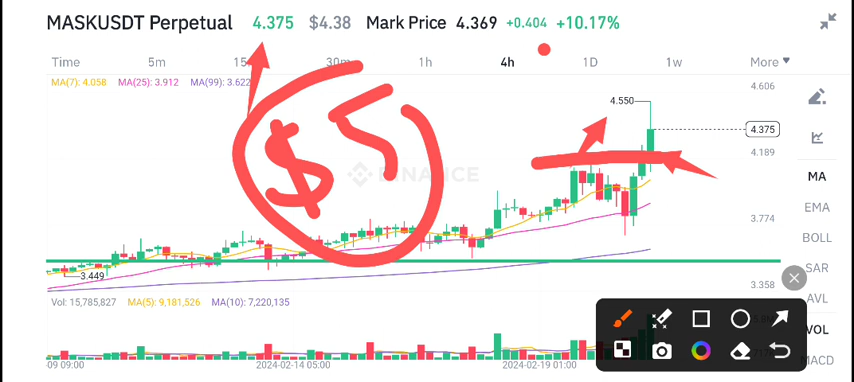 MASKUSDT Perpetual 4.375 $4.38 Mark Price 4.369 +0.404 +10.17%
Time 5m 30m 1h 4h 1D 1w More
MA(7): 4.058 MA(25): 3.912 MA(99): 3.622
4.606
4.550
4.375
$5
4.189
BINANCE
MA
EMA
3.774
BOLL
SAR
3.449
3.358
AVL
Vol: 15,785,827 MA(5): 9,181,526 MA(10): 7,220,135
VOL
MACD
09 09:00 2024-02-14 05:00 2024-02-19 01:00